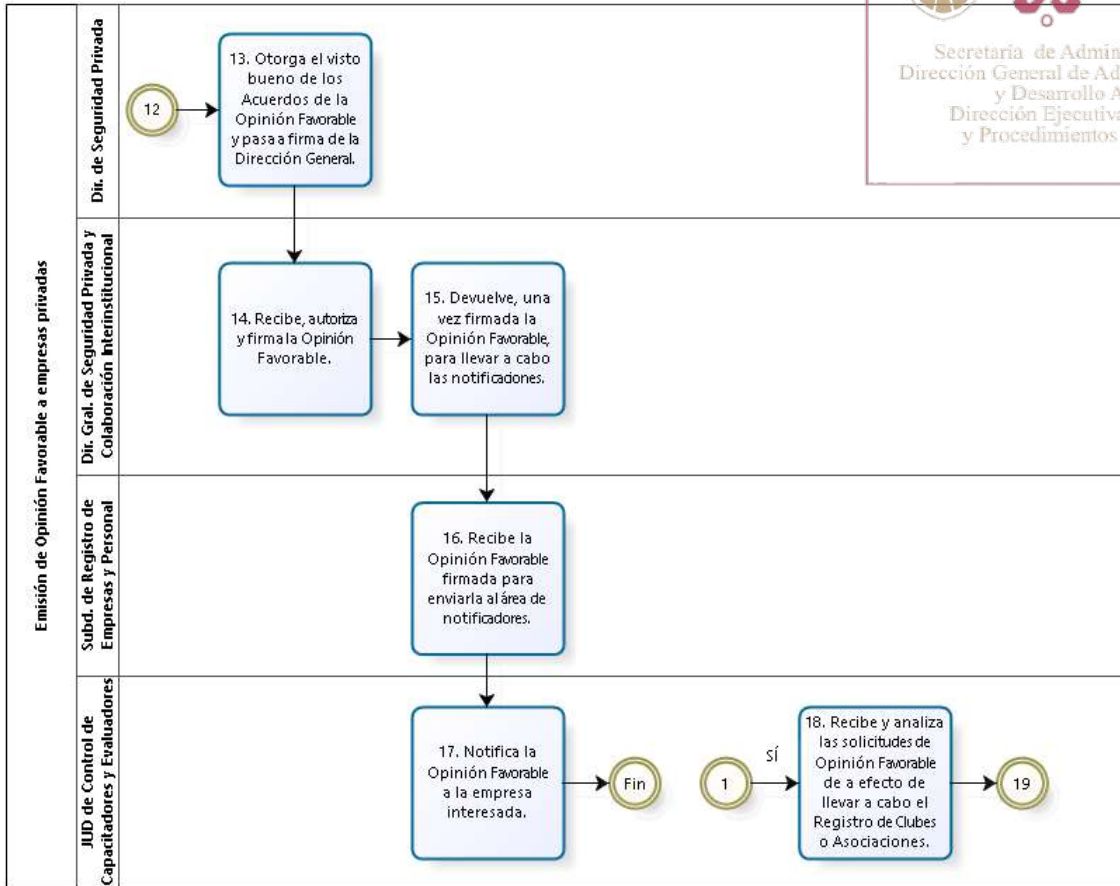 Secretaría de Admin
Dirección General de Ad
y Desarrollo A
Dirección Ejecutiva
y Procedimientos
Emisión de Opinión Favorable a empresas privadas
Dir. de Seguridad Privada
12
13. Otorga el visto
bueno de los
Acuerdos de la
Opinión Favorable
y pasa a firma de la
Dirección General.
Dir. Gral. de Seguridad Privada y
Colaboración Interinstitucional
14. Recibe, autoriza
y firma la Opinión
Favorable.
15. Devuelve, una
vez firmada la
Opinión Favorable,
para llevar a cabo
las notificaciones.
Subd. de Registro de
Empresas y Personal
16. Recibe la
Opinión Favorable
firmada para
enviarla al área de
notificadores.
JUD de Control de
Capacitadores y Evaluadores
17. Notifica la
Opinión Favorable
a la empresa
interesada.
Fin
1
SÍ
18. Recibe y analiza
las solicitudes de
Opinión Favorable
de a efecto de
llevar a cabo el
Registro de Clubes
o Asociaciones.
19